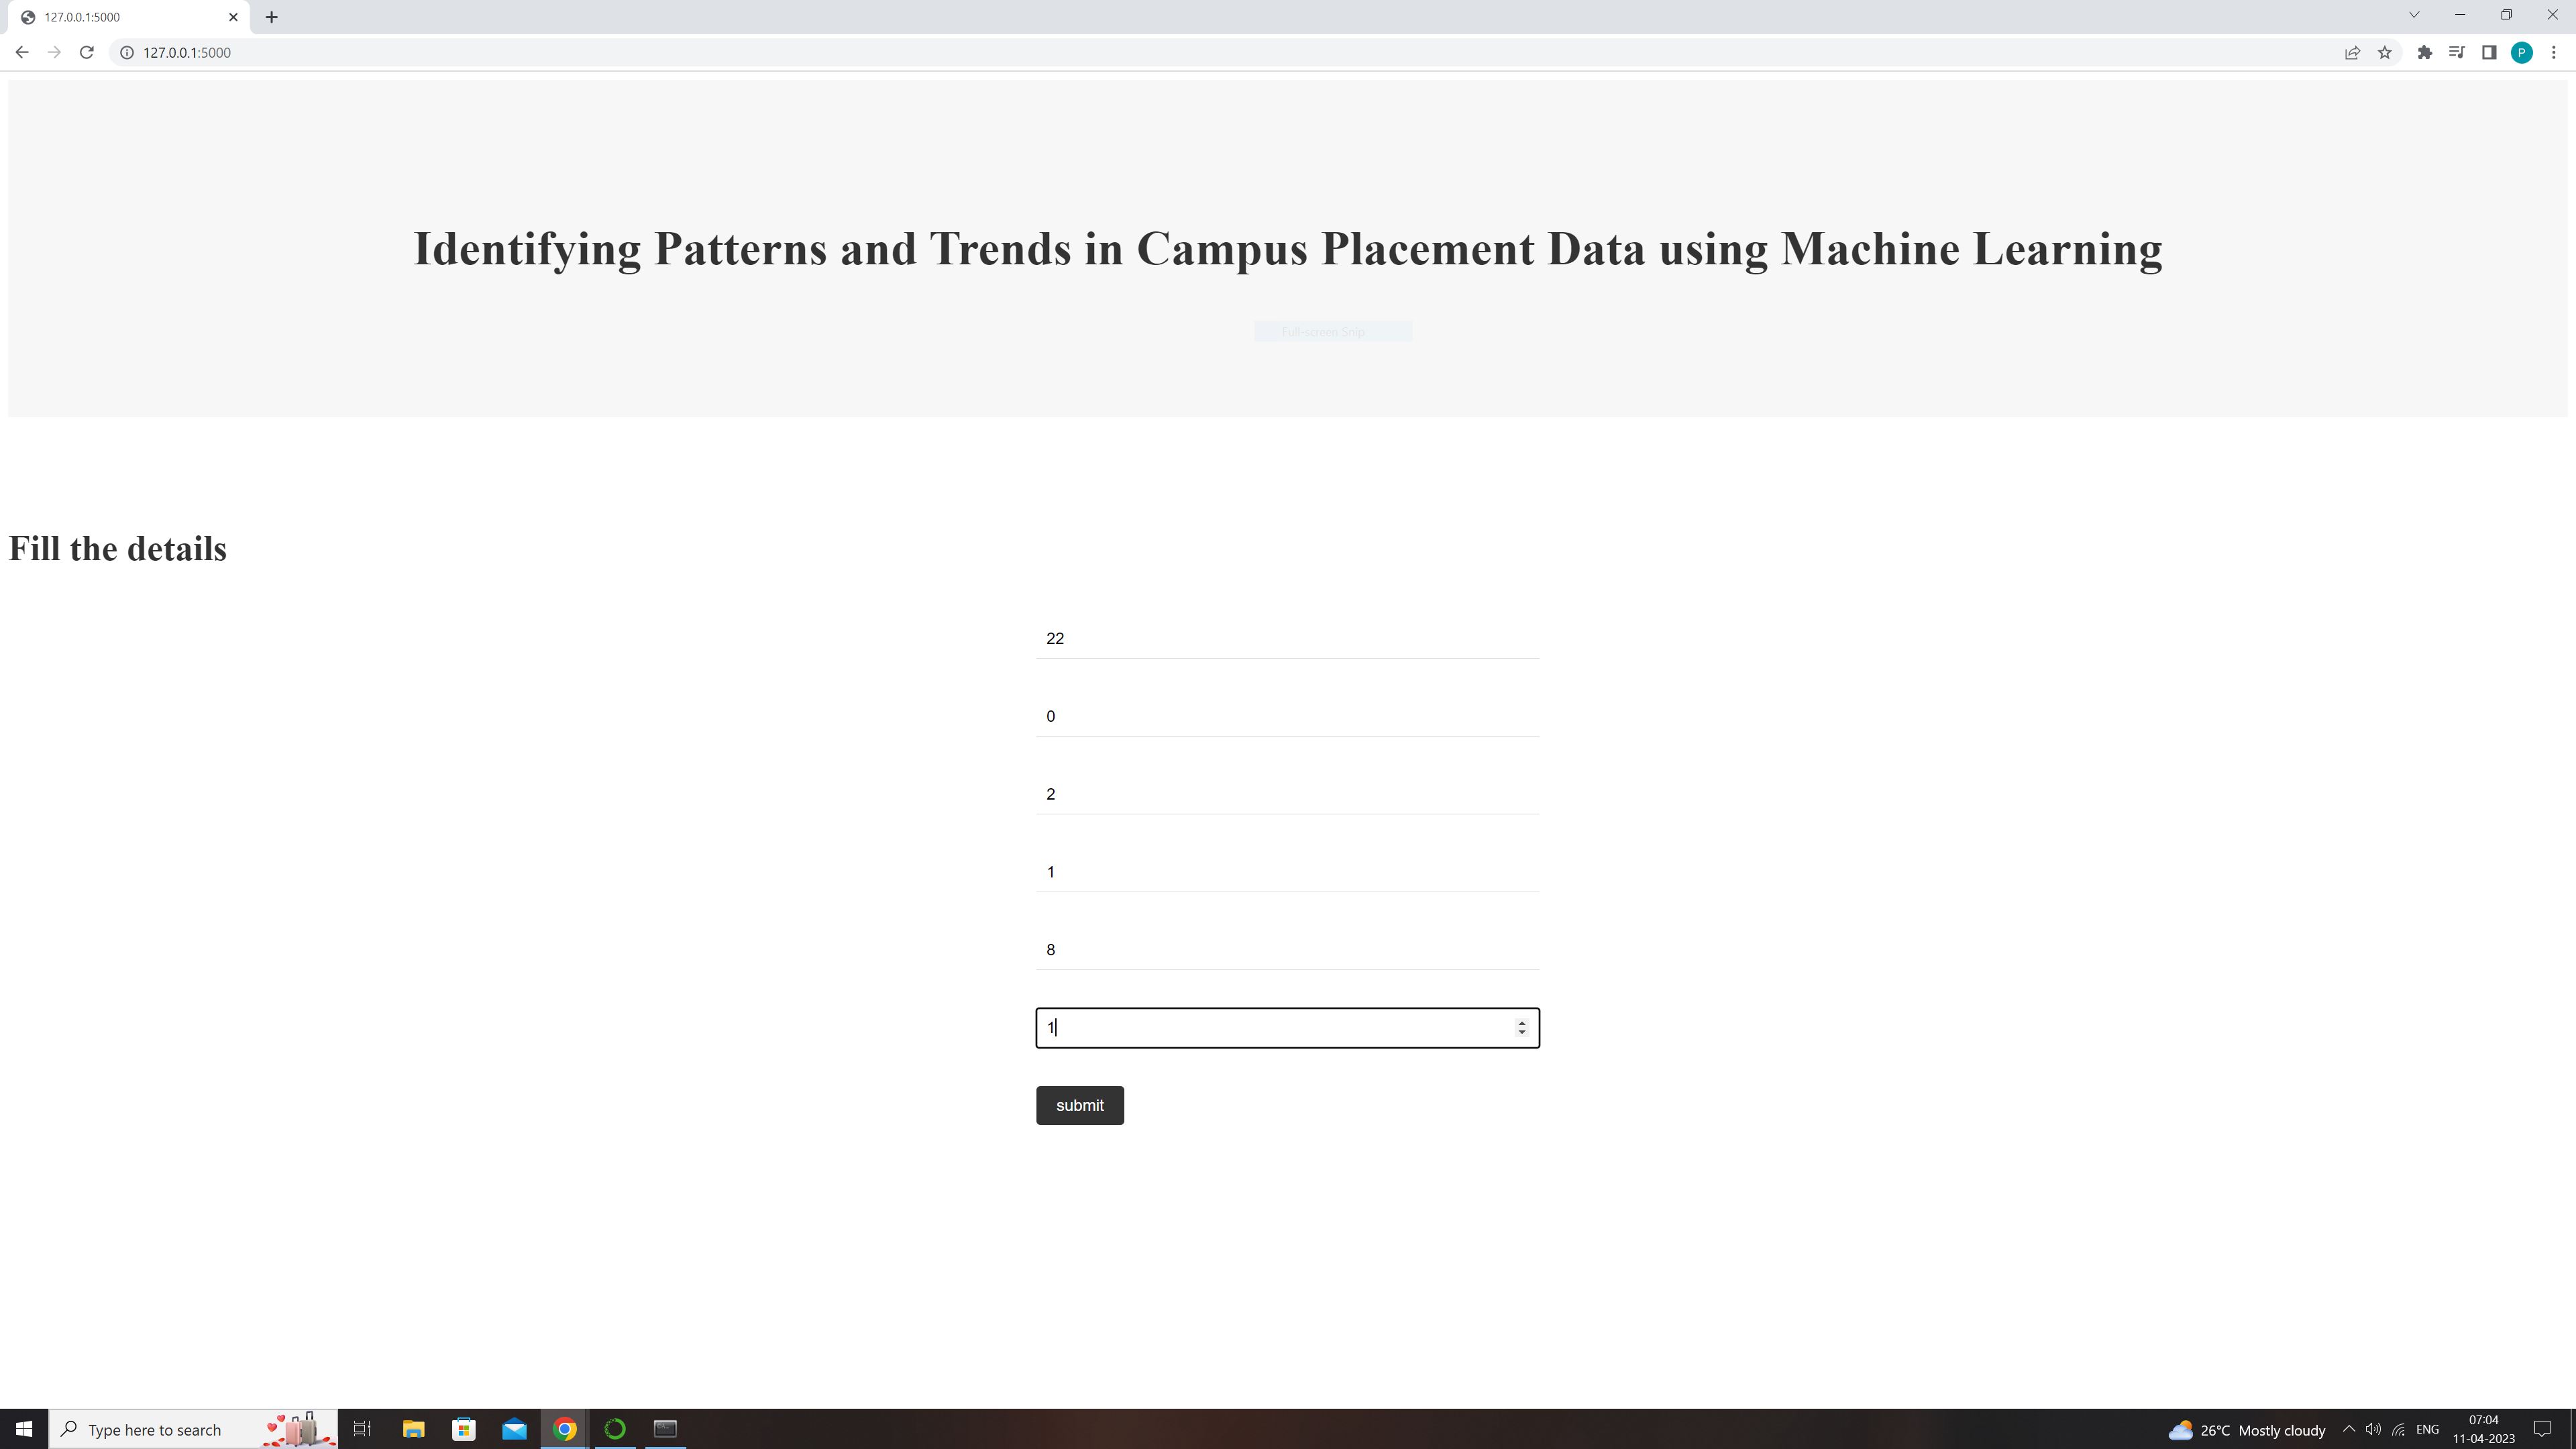 127.0.0.1:5000
127.0.0.1:5000
P
Identifying Patterns and Trends in Campus Placement Data using Machine Learning
Full-screen Snip
Fill the details
22
0
2
1
8
1
submit
Type here to search
26°C Mostly cloudy
ENG
07:04
11-04-2023